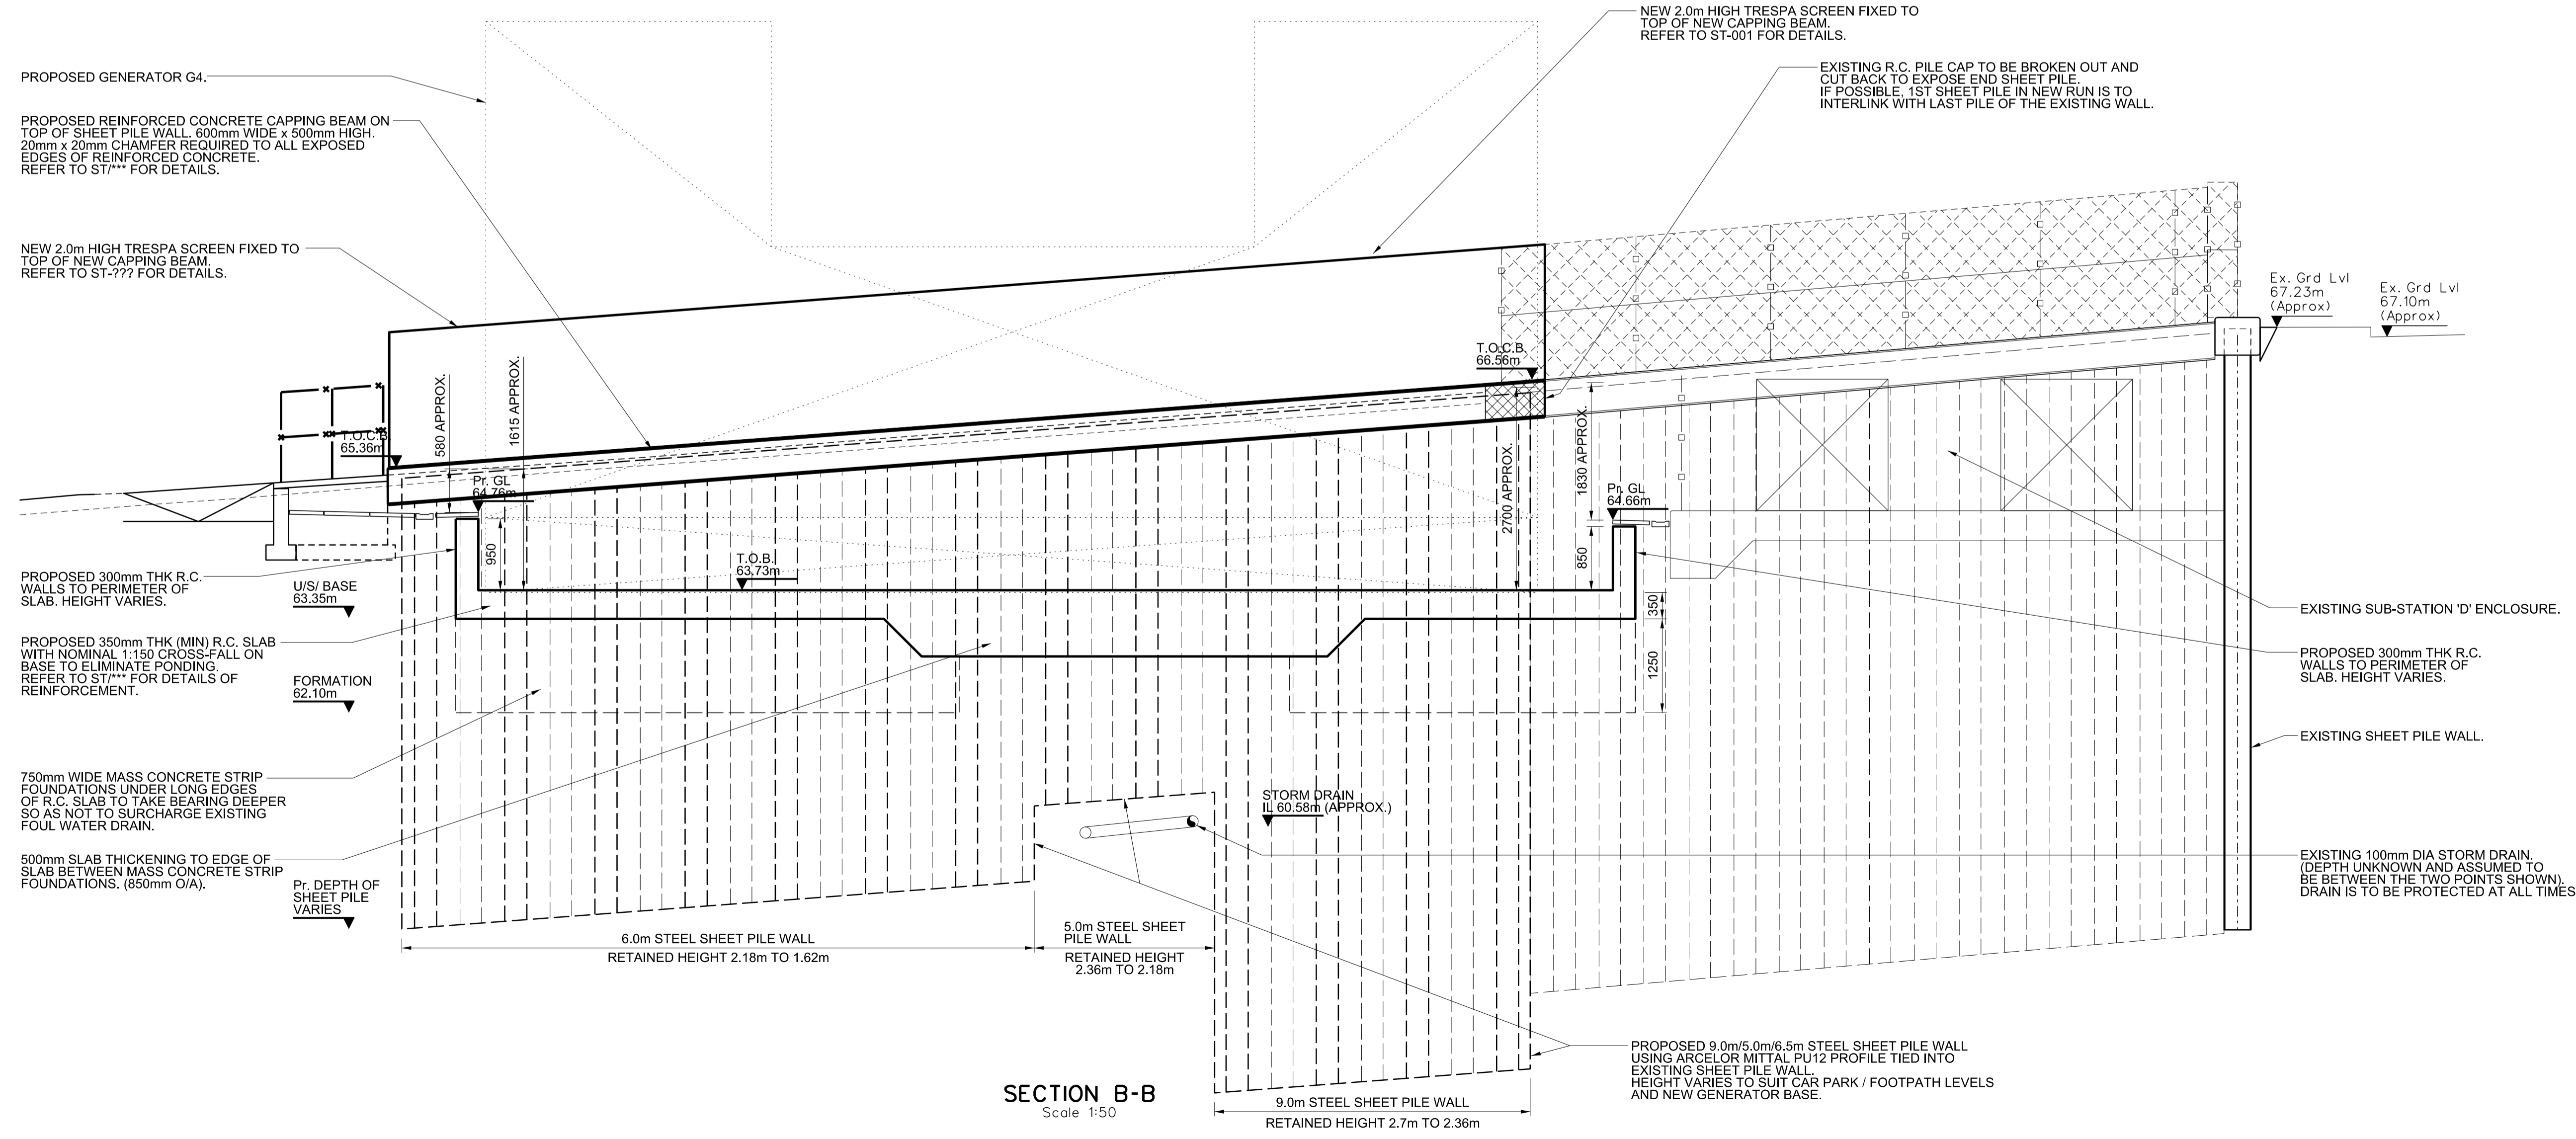 NEW 2.0m HIGH TRESPA SCREEN FIXED TO
TOP OF NEW CAPPING BEAM.
REFER TO ST-001 FOR DETAILS.
PROPOSED GENERATOR G4.
EXISTING R.C. PILE CAP TO BE BROKEN OUT AND
CUT BACK TO EXPOSE END SHEET PILE.
IF POSSIBLE, 1ST SHEET PILE IN NEW RUN IS TO
INTERLINK WITH LAST PILE OF THE EXISTING WALL.
PROPOSED REINFORCED CONCRETE CAPPING BEAM ON
TOP OF SHEET PILE WALL. 600mm WIDE x 500mm HIGH.
20mm x 20mm CHAMFER REQUIRED TO ALL EXPOSED
EDGES OF REINFORCED CONCRETE.
REFER TO ST/*** FOR DETAILS.
NEW 2.0m HIGH TRESPA SCREEN FIXED TO
TOP OF NEW CAPPING BEAM.
REFER TO ST-??? FOR DETAILS.
Ex. Grd Lvl
67.23m
(Approx)
Ex. Grd Lvl
67.10m
(Approx)
T.O.C.B.
66.56m
580 APPROX.
1615 APPROX.
T.O.C.B.
65.36m
2700 APPROX.
1830 APPROX.
Pr. GL
64.76m
Pr. GL
64.66m
950
T.O.B.
63.73m
850
350
1250
PROPOSED 300mm THK R.C.
WALLS TO PERIMETER OF
SLAB. HEIGHT VARIES.
U/S/ BASE
63.35m
EXISTING SUB-STATION 'D' ENCLOSURE.
PROPOSED 350mm THK (MIN) R.C. SLAB
WITH NOMINAL 1:150 CROSS-FALL ON
BASE TO ELIMINATE PONDING.
REFER TO ST/*** FOR DETAILS OF
REINFORCEMENT.
FORMATION
62.10m
PROPOSED 300mm THK R.C.
WALLS TO PERIMETER OF
SLAB. HEIGHT VARIES.
EXISTING SHEET PILE WALL.
750mm WIDE MASS CONCRETE STRIP
FOUNDATIONS UNDER LONG EDGES
OF R.C. SLAB TO TAKE BEARING DEEPER
SO AS NOT TO SURCHARGE EXISTING
FOUL WATER DRAIN.
STORM DRAIN
IL 60.58m (APPROX.)
500mm SLAB THICKENING TO EDGE OF
SLAB BETWEEN MASS CONCRETE STRIP
FOUNDATIONS. (850mm O/A).
Pr. DEPTH OF
SHEET PILE
VARIES
EXISTING 100mm DIA STORM DRAIN.
(DEPTH UNKNOWN AND ASSUMED TO
BE BETWEEN THE TWO POINTS SHOWN).
DRAIN IS TO BE PROTECTED AT ALL TIMES
6.0m STEEL SHEET PILE WALL
RETAINED HEIGHT 2.18m TO 1.62m
5.0m STEEL SHEET
PILE WALL
RETAINED HEIGHT
2.36m TO 2.18m
PROPOSED 9.0m/5.0m/6.5m STEEL SHEET PILE WALL
USING ARCELOR MITTAL PU12 PROFILE TIED INTO
EXISTING SHEET PILE WALL.
HEIGHT VARIES TO SUIT CAR PARK / FOOTPATH LEVELS
AND NEW GENERATOR BASE.
SECTION B-B
Scale 1:50
9.0m STEEL SHEET PILE WALL
RETAINED HEIGHT 2.7m TO 2.36m